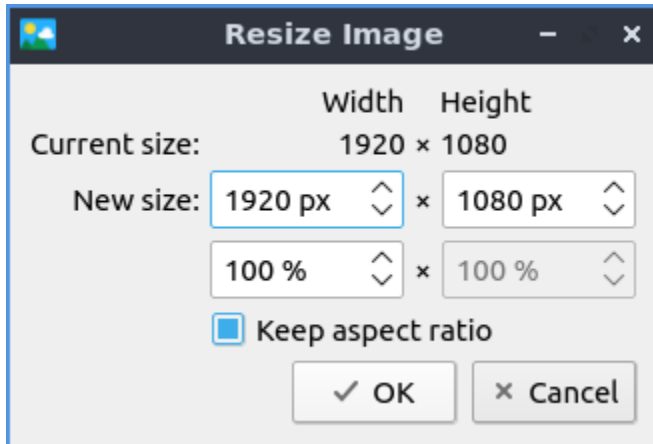 Resize Image
Width Height
Current size: 1920 × 1080
New size: 1920 px × 1080 px
100 % × 100 %
Keep aspect ratio
OK Cancel